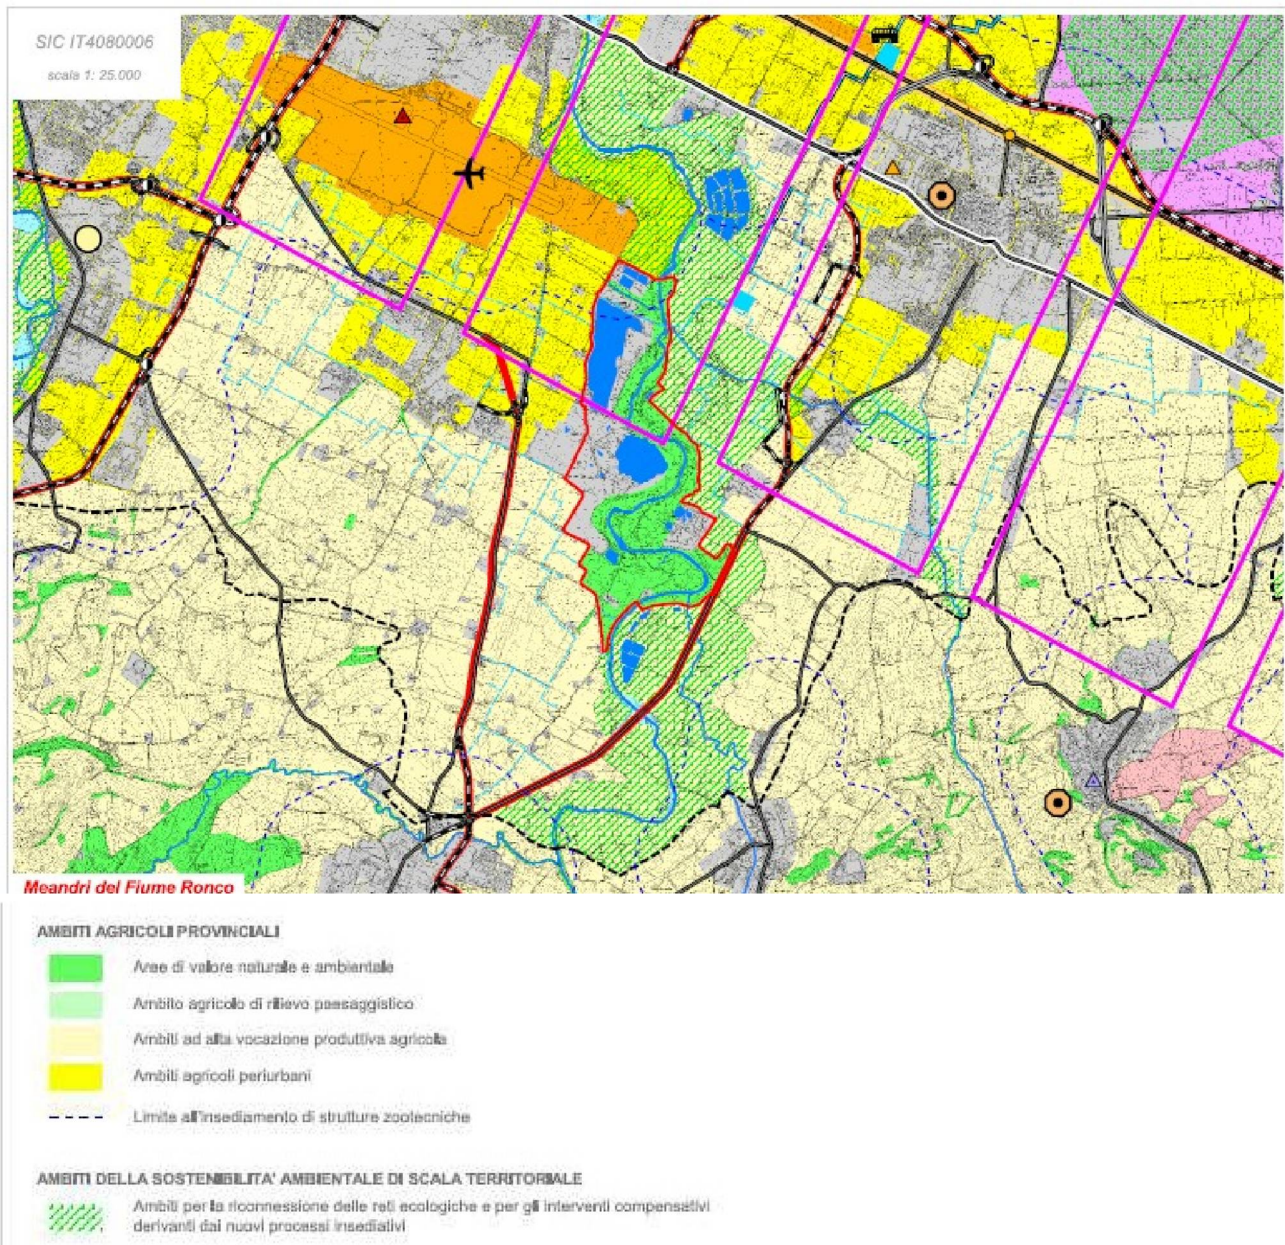 SIC IT4080006
scala 1: 25.000
Meandri del Fiume Ronco
AMBITI AGRICOLI PROVINCIALI
Aree di valore naturale e ambientale
Ambito agricolo di rilievo paesaggistico
Ambiti ad alta vocazione produttiva agricola
Ambiti agricoli periurbani
Limite all'insediamento di strutture zootecniche
AMBITI DELLA SOSTENIBILITA' AMBIENTALE DI SCALA TERRITORIALE
Ambiti per la riconnessione delle reti ecologiche e per gli interventi compensativi
derivanti dai nuovi processi insediativi